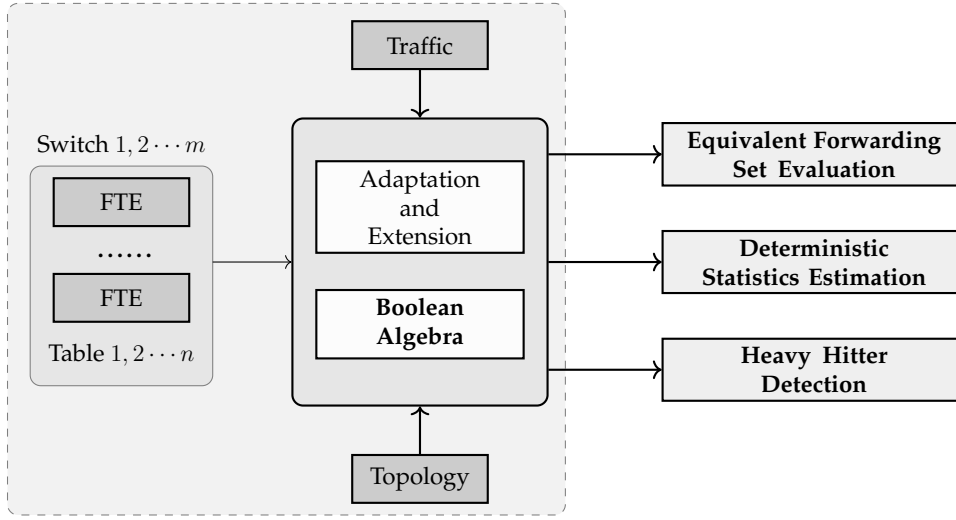 Traffic
Switch 1, 2 ⋯ m
FTE
......
FTE
Table 1, 2 ⋯ n
Adaptation
and
Extension
Boolean
Algebra
Topology
Equivalent Forwarding
Set Evaluation
Deterministic
Statistics Estimation
Heavy Hitter
Detection